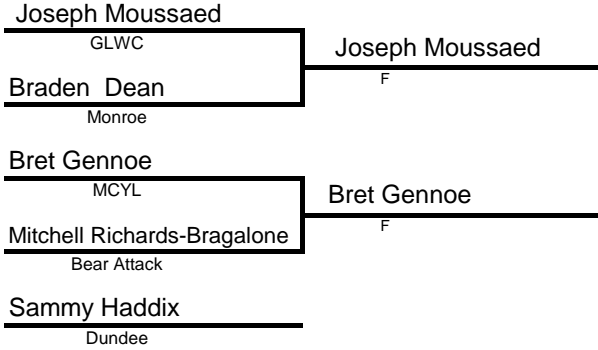 Joseph Moussaed
GLWC
Joseph Moussaed
F
Braden Dean
Monroe
Bret Gennoe
MCYL
Bret Gennoe
F
Mitchell Richards-Bragalone
Bear Attack
Sammy Haddix
Dundee